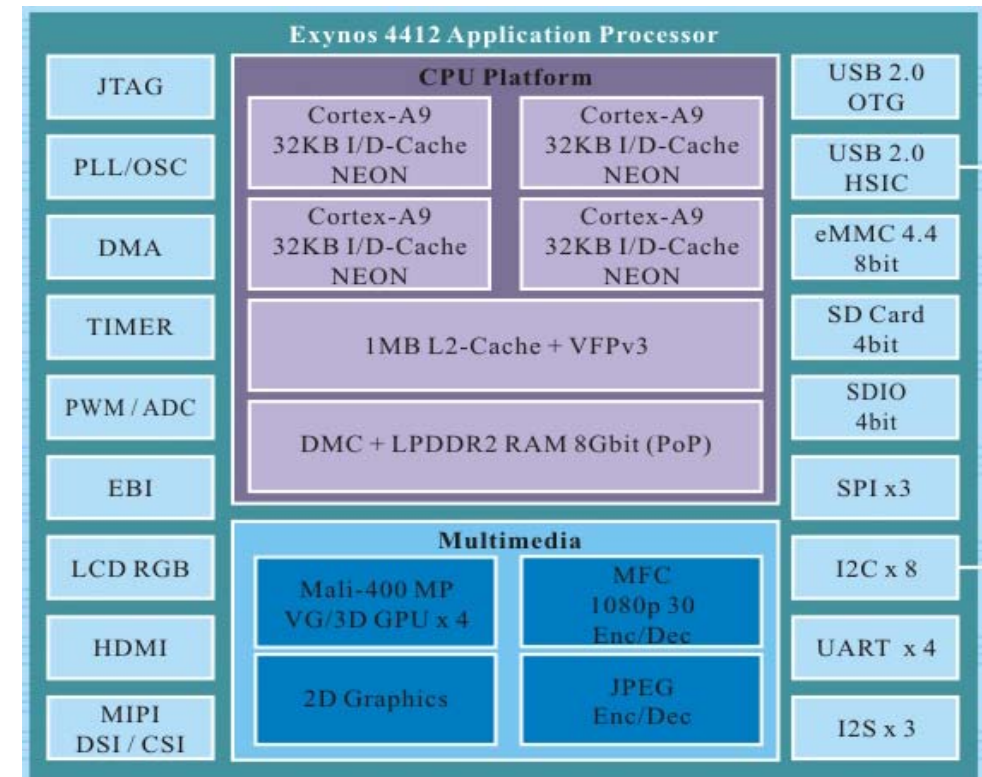 Exynos 4412 Application Processor
JTAG
PLL/OSC
DMA
TIMER
PWM / ADC
EBI
LCD RGB
HDMI
MIPI
DSI / CSI
CPU Platform
Cortex-A9
32KB I/D-Cache
NEON
Cortex-A9
32KB I/D-Cache
NEON
Cortex-A9
32KB I/D-Cache
NEON
Cortex-A9
32KB I/D-Cache
NEON
1MB L2-Cache + VFPv3
DMC + LPDDR2 RAM 8Gbit (PoP)
Multimedia
Mali-400 MP
VG/3D GPU x 4
MFC
1080p 30
Enc/Dec
2D Graphics
JPEG
Enc/Dec
USB 2.0
OTG
USB 2.0
HSIC
eMMC 4.4
8bit
SD Card
4bit
SDIO
4bit
SPI x3
I2C x 8
UART x 4
I2S x 3